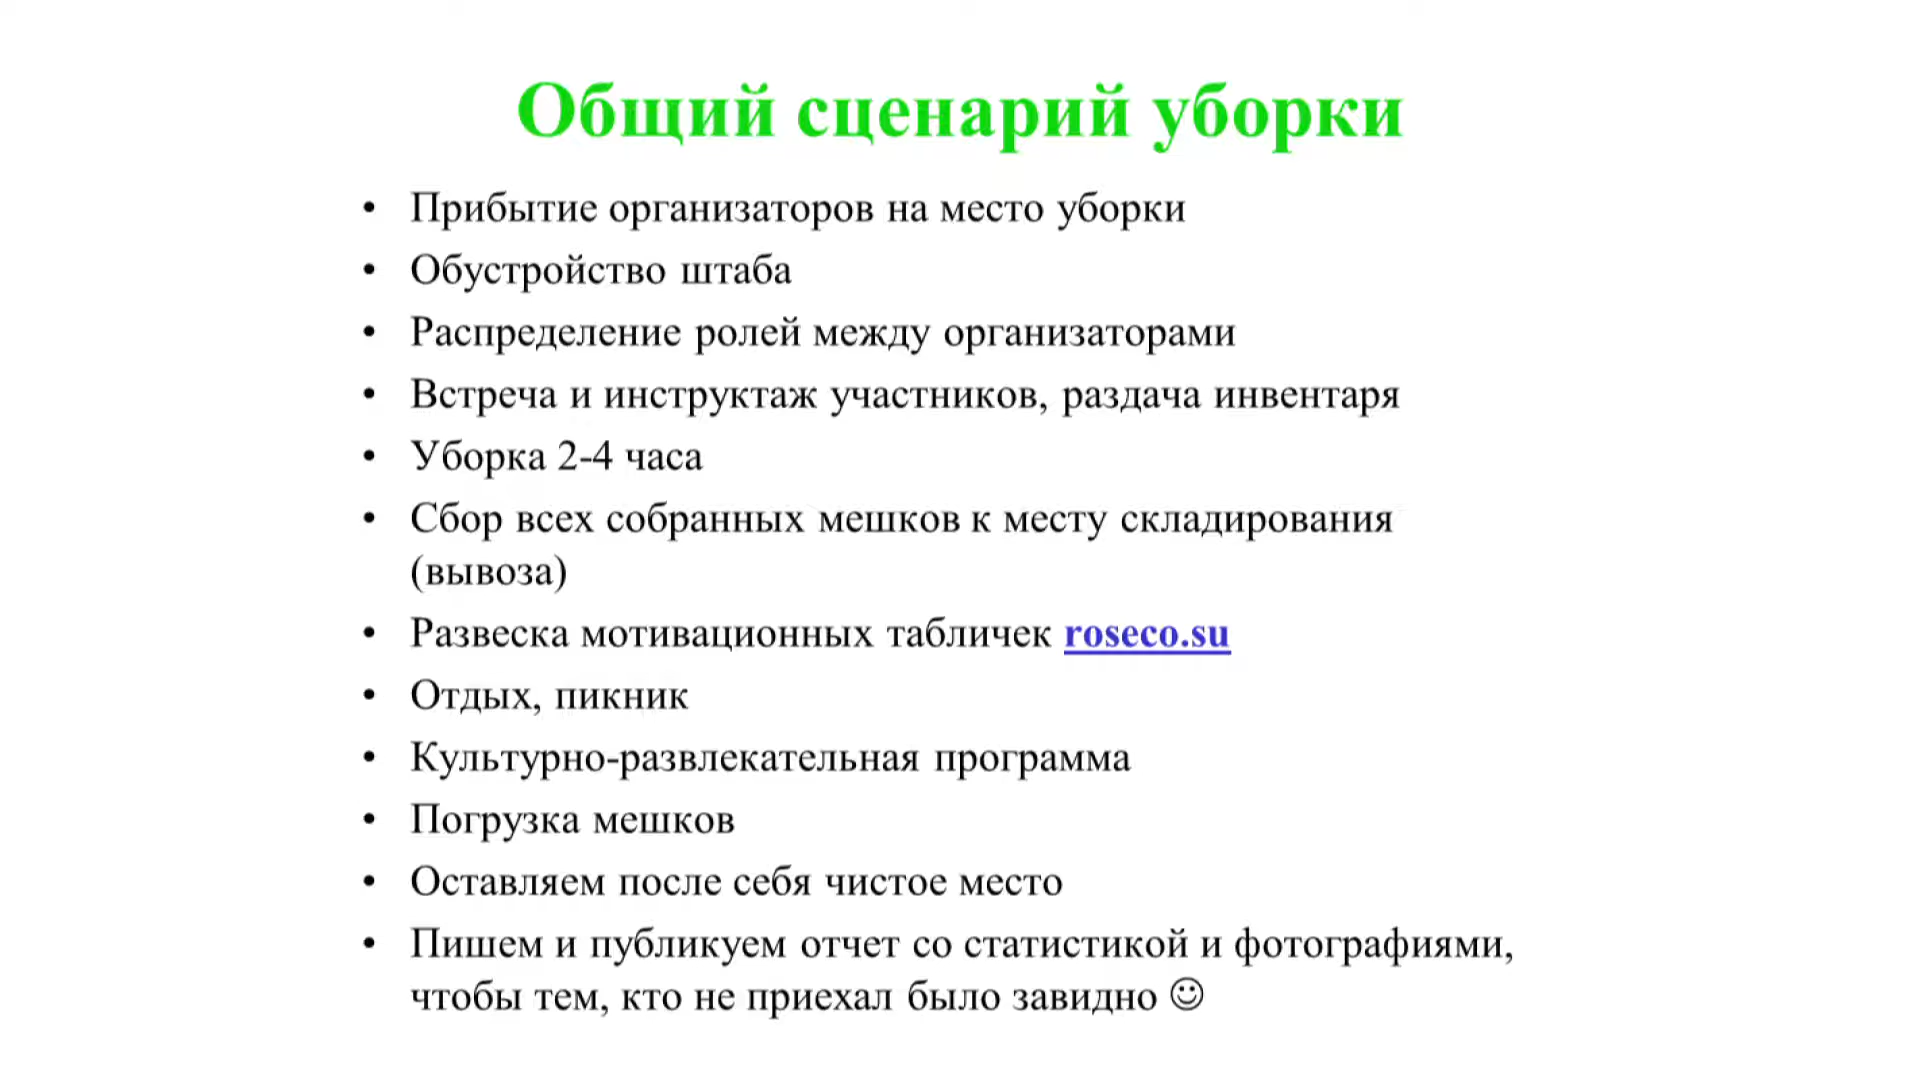 Общий сценарий уборки
• Прибытие организаторов на место уборки
• Обустройство штаба
• Распределение ролей между организаторами
• Встреча и инструктаж участников, раздача инвентаря
• Уборка 2-4 часа
• Сбор всех собранных мешков к месту складирования
(вывоза)
• Развеска мотивационных табличек roseco.su
• Отдых, пикник
• Культурно-развлекательная программа
• Погрузка мешков
• Оставляем после себя чистое место
• Пишем и публикуем отчет со статистикой и фотографиями,
чтобы тем, кто не приехал было завидно ☺